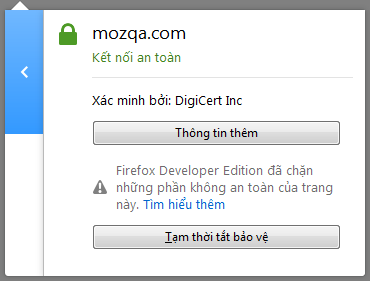 mozqa.com
Kết nối an toàn
Xác minh bởi: DigiCert Inc
Thông tin thêm
Firefox Developer Edition đã chặn
những phần không an toàn của trang
này. Tìm hiểu thêm
Tạm thời tắt bảo vệ